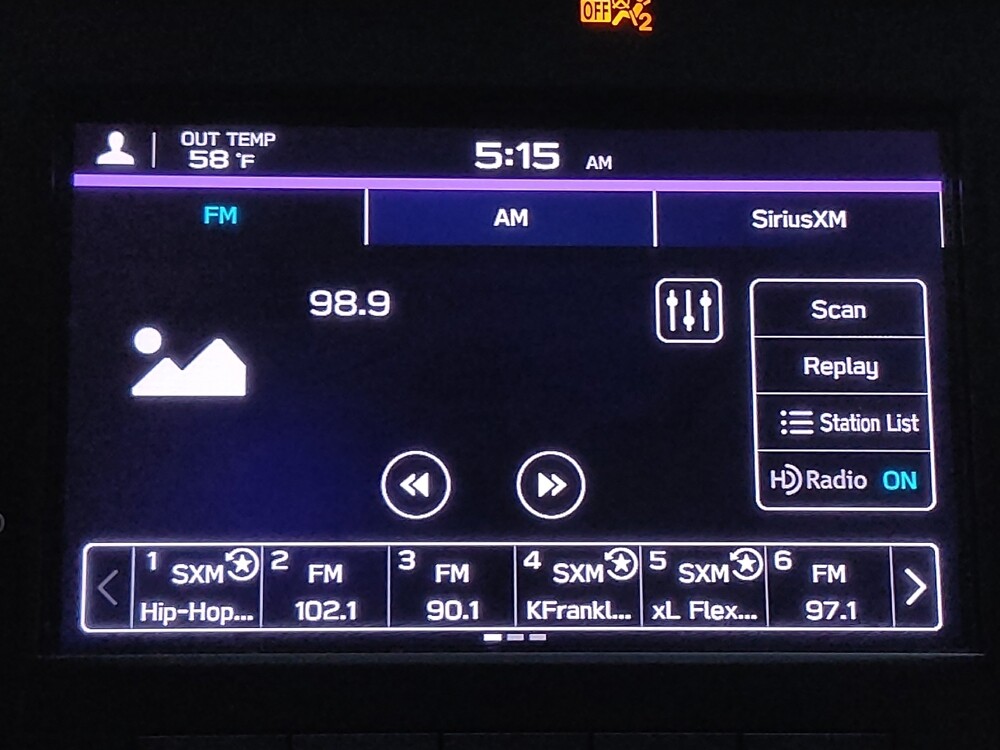 OFF 2
OUT TEMP
58 °F
5:15 AM
FM
AM
SiriusXM
98.9
Scan
Replay
Station List
HD Radio ON
1 SXM
Hip-Hop...
2 FM
102.1
3 FM
90.1
4 SXM
KFrankl...
5 SXM
xL Flex...
6 FM
97.1